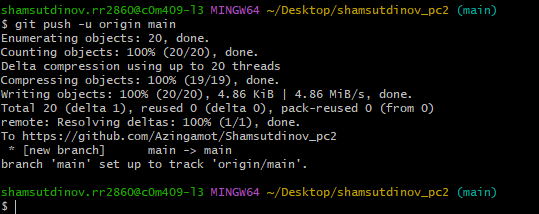 shamsutdinov.rr2860@c0m409-l3 MINGW64 ~/Desktop/shamsutdinov_pc2 (main)
$ git push -u origin main
Enumerating objects: 20, done.
Counting objects: 100% (20/20), done.
Delta compression using up to 20 threads
Compressing objects: 100% (19/19), done.
Writing objects: 100% (20/20), 4.86 KiB | 4.86 MiB/s, done.
Total 20 (delta 1), reused 0 (delta 0), pack-reused 0 (from 0)
remote: Resolving deltas: 100% (1/1), done.
To https://github.com/Azingamot/Shamsutdinov_pc2
 * [new branch]      main -> main
branch 'main' set up to track 'origin/main'.
shamsutdinov.rr2860@c0m409-l3 MINGW64 ~/Desktop/shamsutdinov_pc2 (main)
$